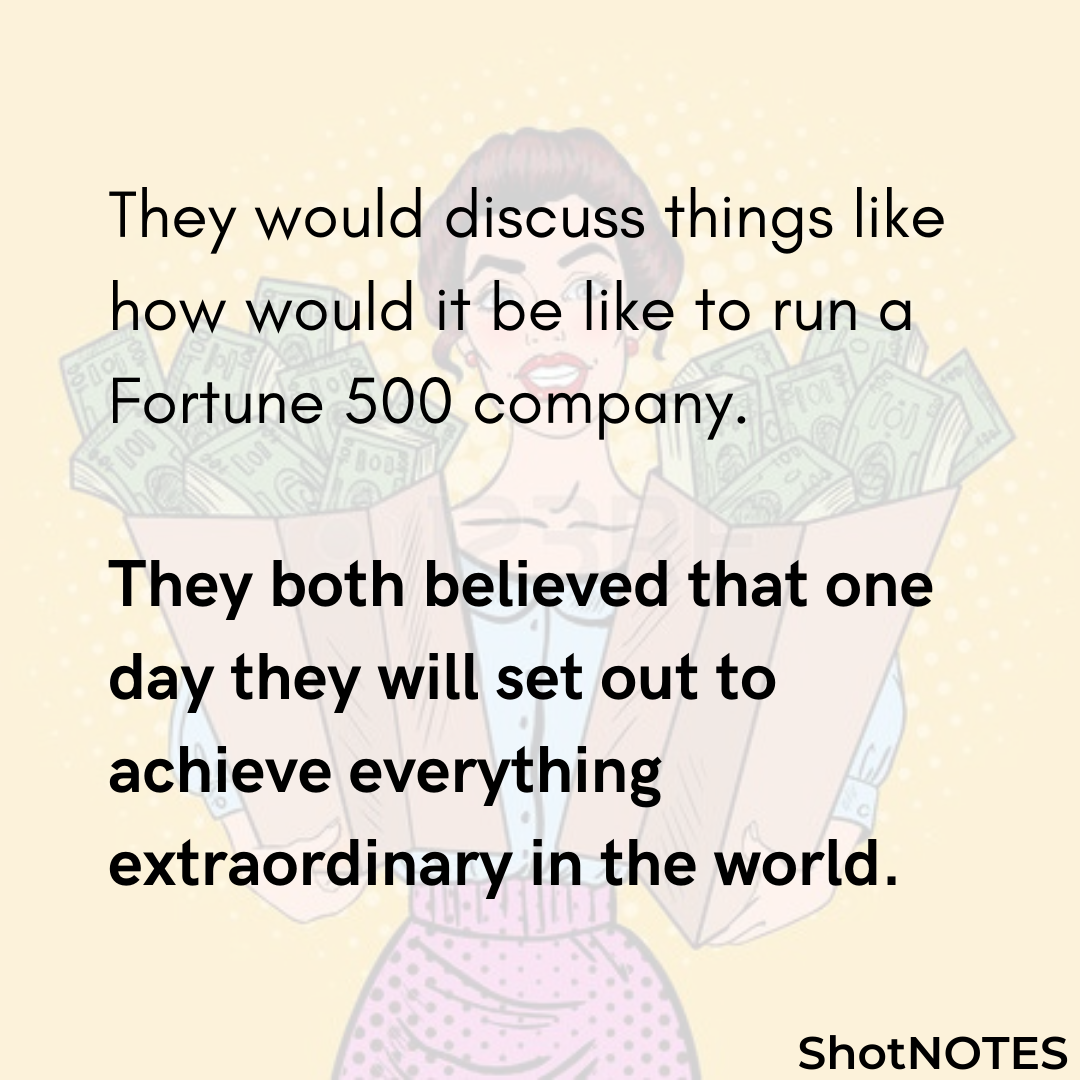 They would discuss things like
how would it be like to run a
Fortune 500 company.
They both believed that one
day they will set out to
achieve everything
extraordinary in the world.
ShotNOTES